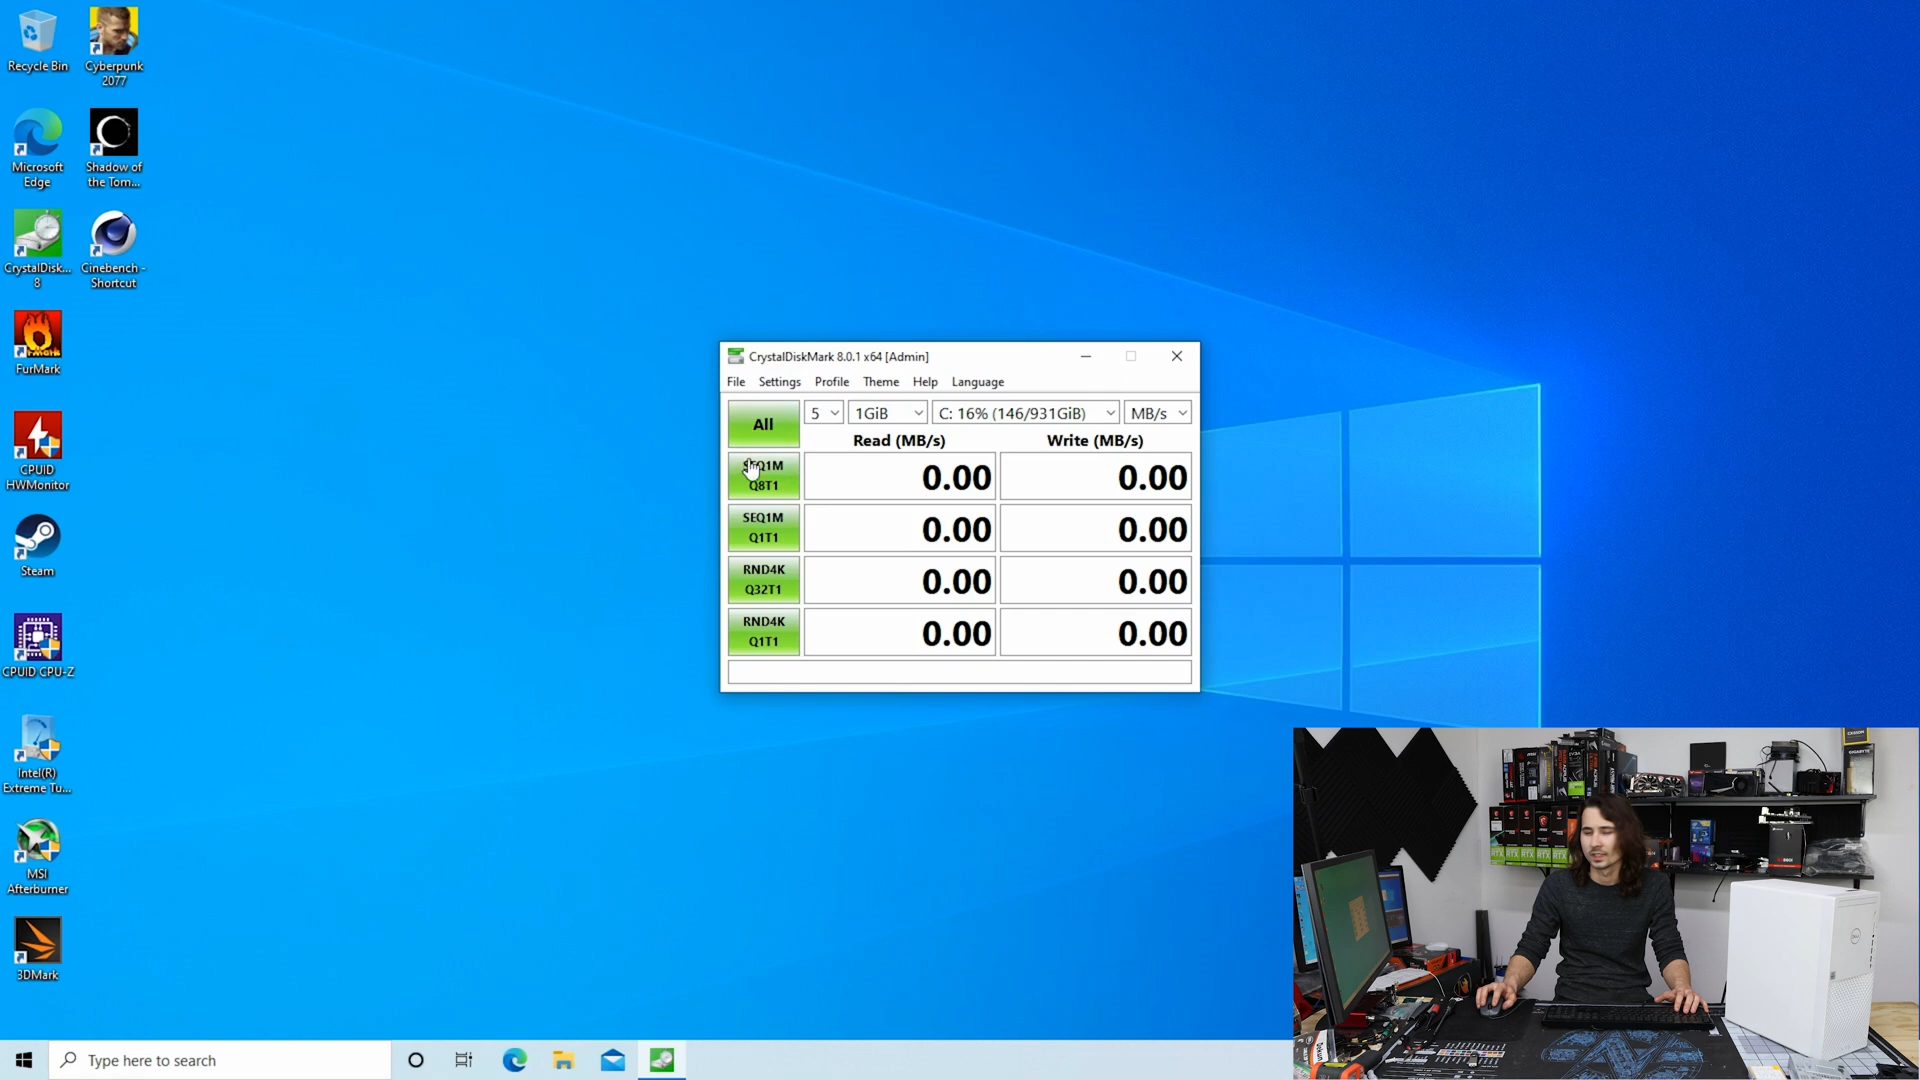 Recycle Bin
Cyberpunk
2077
Microsoft
Edge
Shadow of
the Tom...
CrystalDisk...
8
Cinebench -
Shortcut
FurMark
CPUID
HWMonitor
Steam
CPUID CPU-Z
Intel(R)
Extreme Tu...
MSI
Afterburner
3DMark
CrystalDiskMark 8.0.1 x64 [Admin]
File Settings Profile Theme Help Language
All 5 1GiB C: 16% (146/931GiB) MB/s
Read (MB/s) Write (MB/s)
SEQ1M
Q8T1 0.00 0.00
SEQ1M
Q1T1 0.00 0.00
RND4K
Q32T1 0.00 0.00
RND4K
Q1T1 0.00 0.00
Type here to search